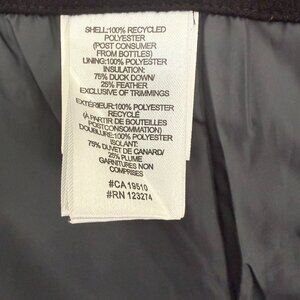 SHELL:100% RECYCLED
POLYESTER
(POST CONSUMER
FROM BOTTLES)
LINING:100% POLYESTER
INSULATION:
75% DUCK DOWN/
25% FEATHER
EXCLUSIVE OF TRIMMINGS
EXTÉRIEUR:100% POLYESTER
RECYCLÉ
(À PARTIR DE BOUTEILLES
POSTCONSOMMATION)
DOUBLURE:100% POLYESTER
ISOLANT:
75% DUVET DE CANARD/
25% PLUME
GARNITURES NON
COMPRISES
#CA 19510
#RN 123274